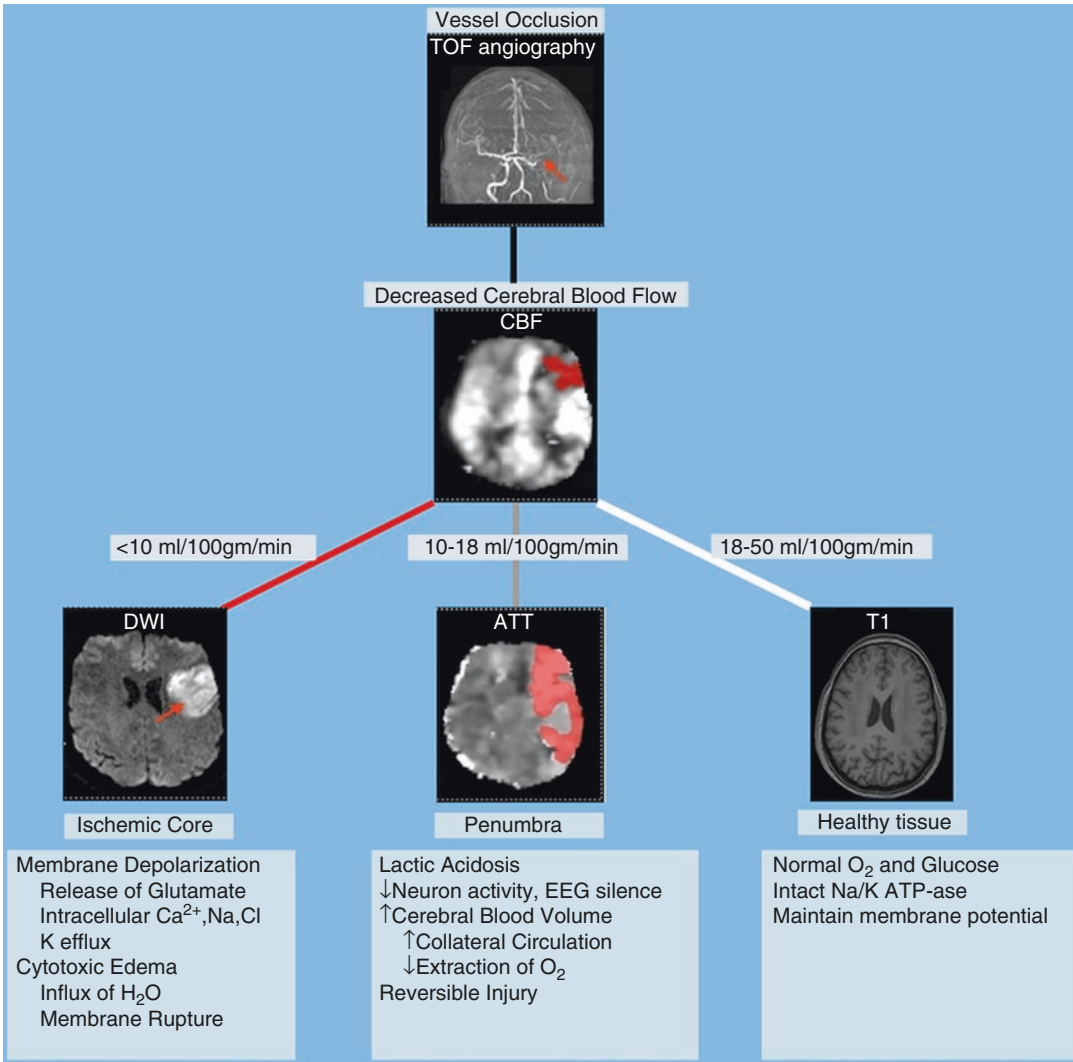 Vessel Occlusion
TOF angiography
Decreased Cerebral Blood Flow
CBF
<10 ml/100gm/min
10-18 ml/100gm/min
18-50 ml/100gm/min
DWI
ATT
T1
Ischemic Core
Penumbra
Healthy tissue
Membrane Depolarization
Release of Glutamate
Intracellular Ca²⁺,Na,Cl
K efflux
Cytotoxic Edema
Influx of H₂O
Membrane Rupture
Lactic Acidosis
↓Neuron activity, EEG silence
↑Cerebral Blood Volume
↑Collateral Circulation
↓Extraction of O₂
Reversible Injury
Normal O₂ and Glucose
Intact Na/K ATP-ase
Maintain membrane potential